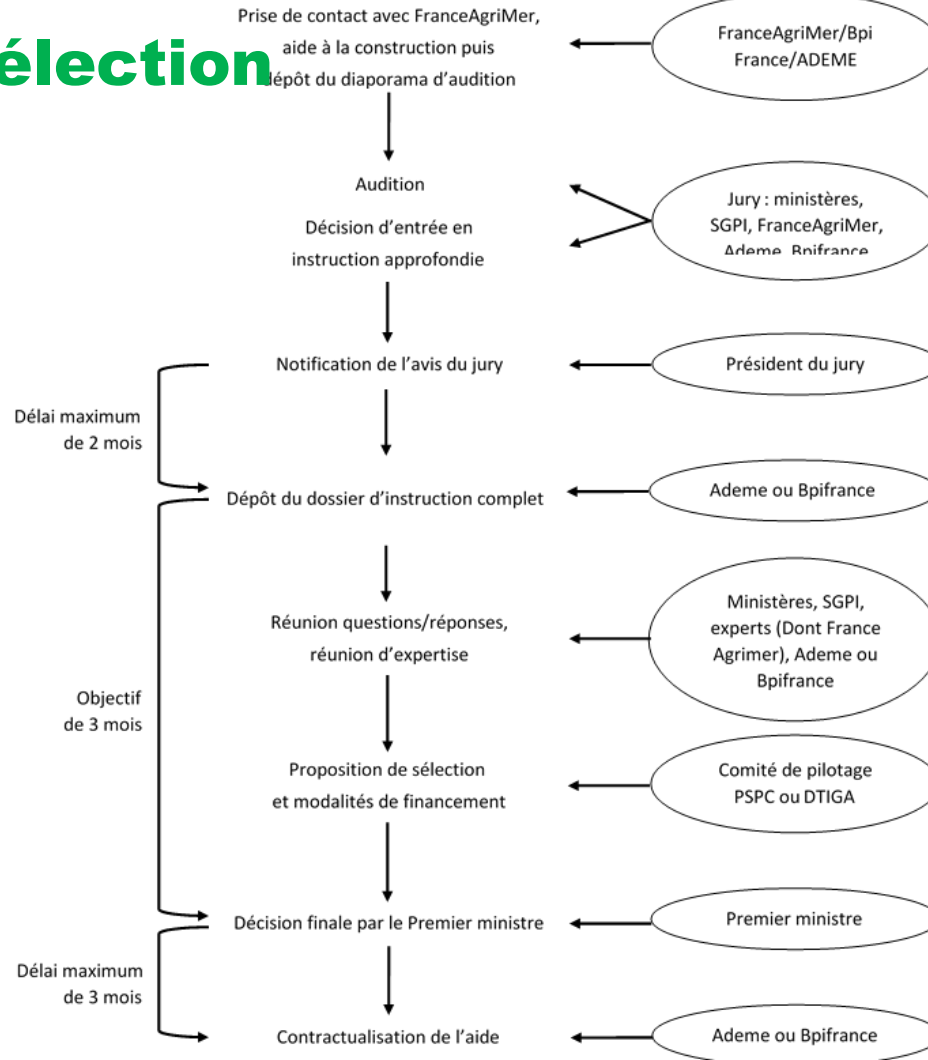 Prise de contact avec FranceAgriMer,
aide à la construction puis
dépôt du diaporama d'audition
élection
FranceAgriMer/Bpi
France/ADEME
Audition
Décision d'entrée en
instruction approfondie
Jury : ministères,
SGPI, FranceAgriMer,
Ademe, Bpifrance
Notification de l'avis du jury
Président du jury
Délai maximum
de 2 mois
Dépôt du dossier d'instruction complet
Ademe ou Bpifrance
Réunion questions/réponses,
réunion d'expertise
Ministères, SGPI,
experts (Dont France
Agrimer), Ademe ou
Bpifrance
Objectif
de 3 mois
Proposition de sélection
et modalités de financement
Comité de pilotage
PSPC ou DTIGA
Décision finale par le Premier ministre
Premier ministre
Délai maximum
de 3 mois
Contractualisation de l'aide
Ademe ou Bpifrance